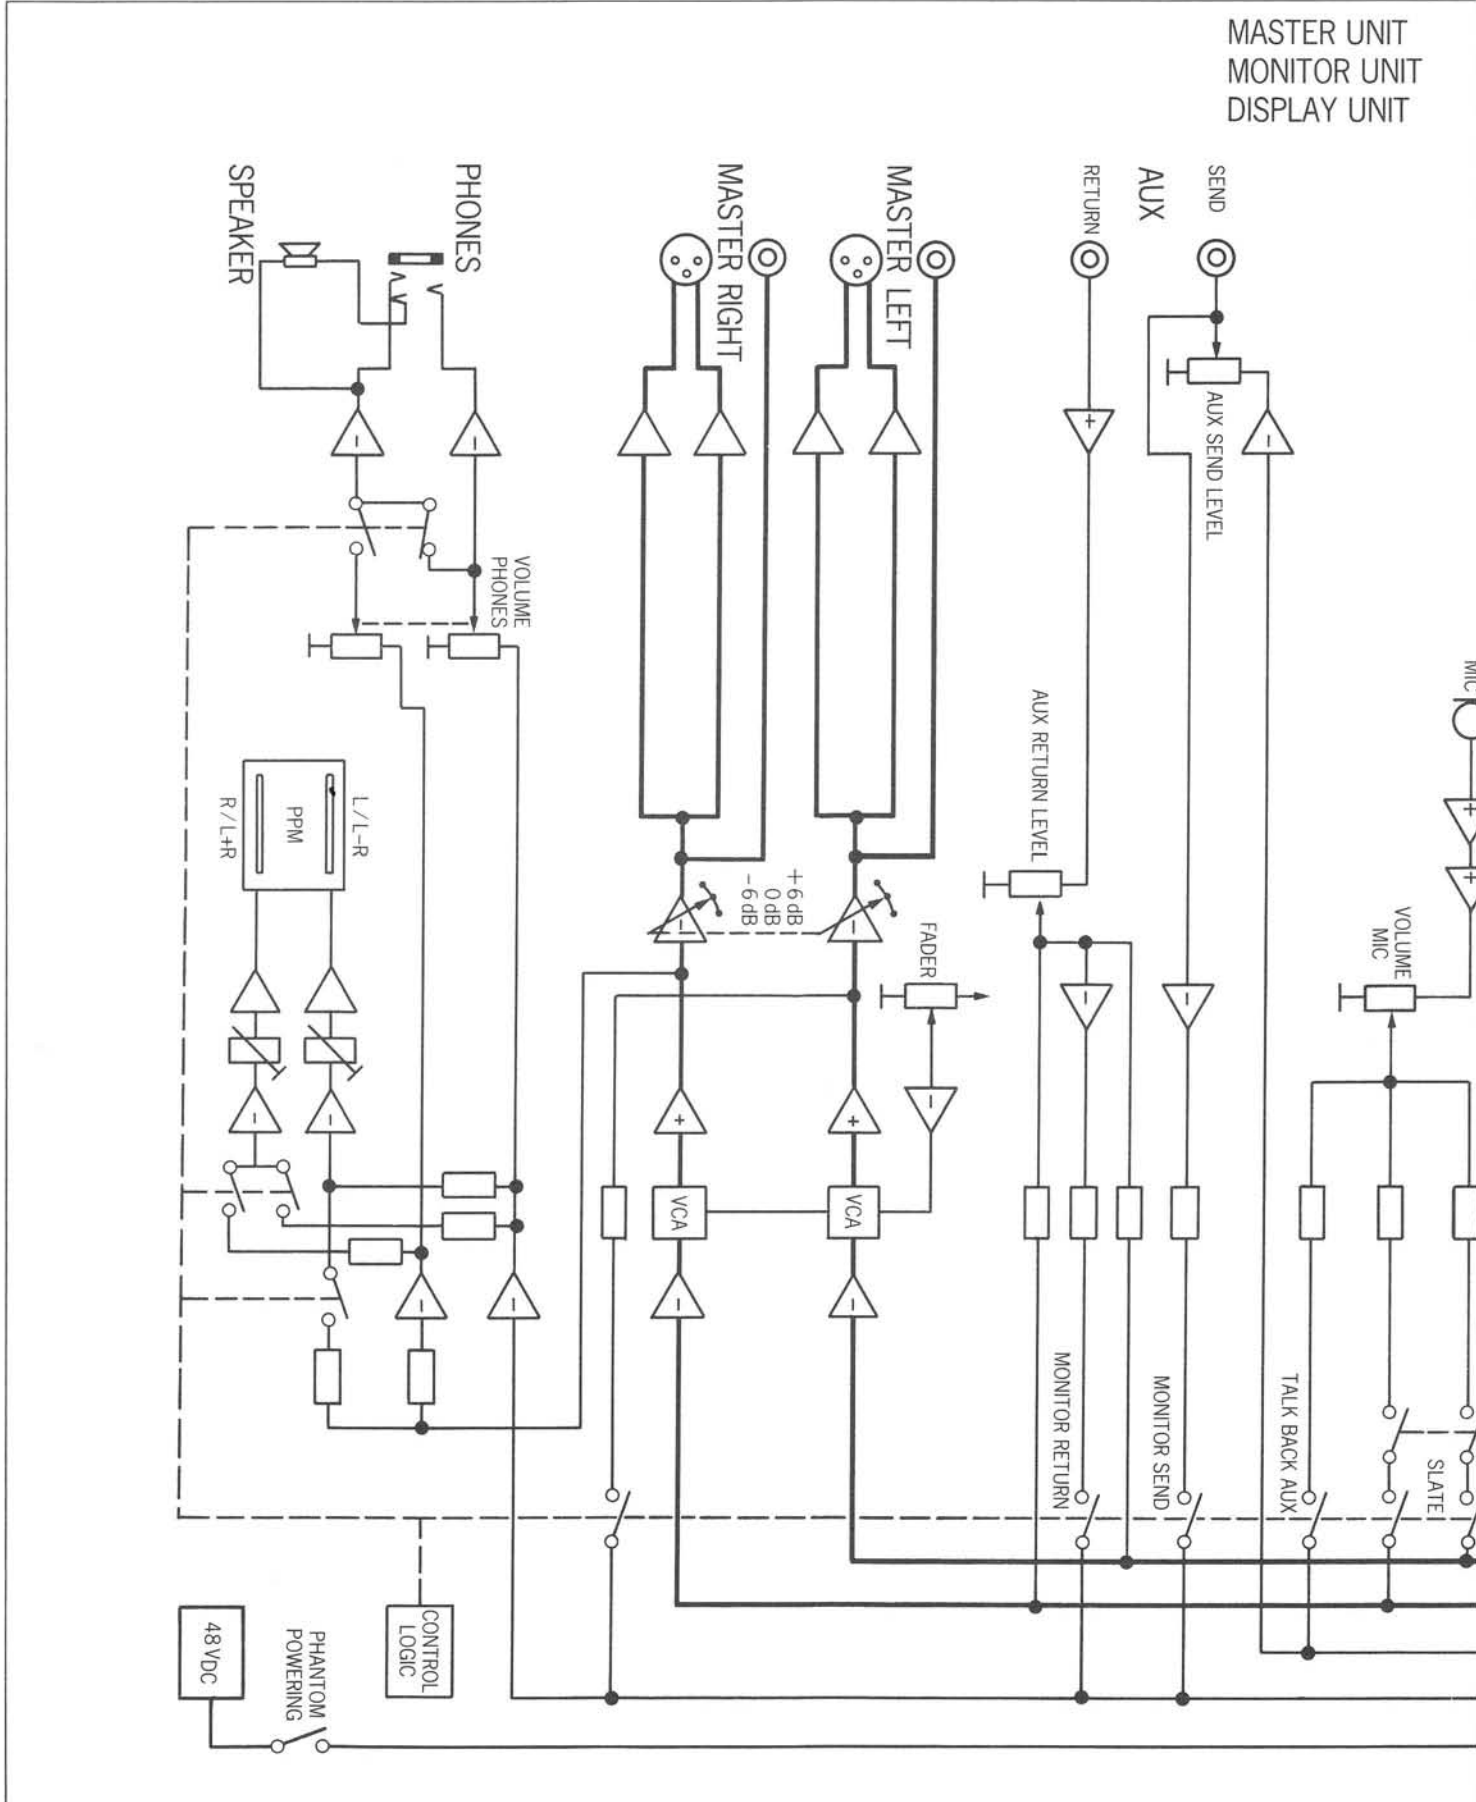 MASTER UNIT
MONITOR UNIT
DISPLAY UNIT
SPEAKER
PHONES
MASTER RIGHT
MASTER LEFT
RETURN
AUX
SEND
AUX SEND LEVEL
VOLUME
PHONES
MIC
AUX RETURN LEVEL
R/L+R
PPM
L/L-R
+6dB
0dB
-6dB
FADER
VOLUME
MIC
VCA
VCA
MONITOR RETURN
MONITOR SEND
TALK BACK AUX
SLATE
48 VDC
PHANTOM
POWERING
CONTROL
LOGIC